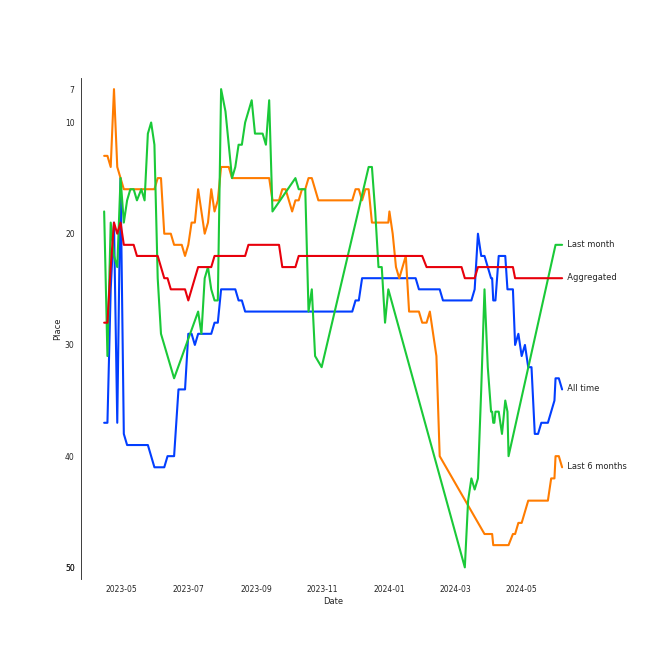 7
10
20
30
40
50
Place
2023-05
2023-07
2023-09
2023-11
2024-01
2024-03
2024-05
Date
Last month
Aggregated
All time
Last 6 months